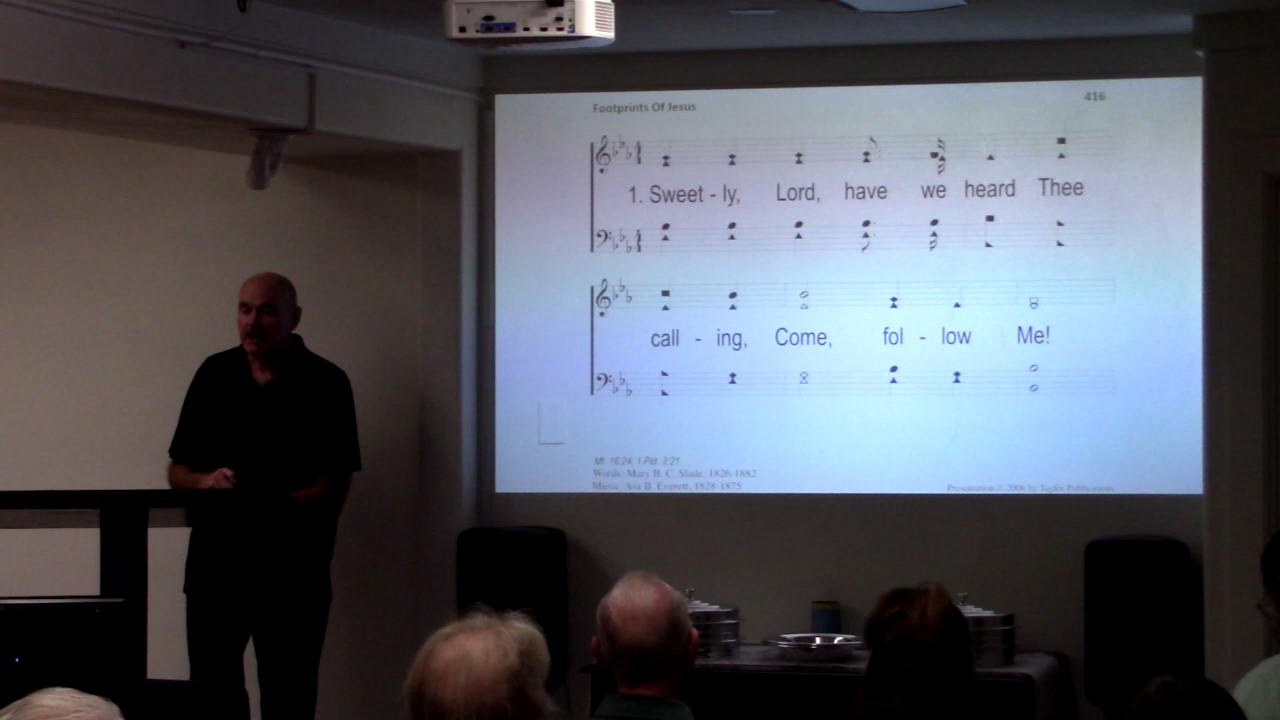 Footprints Of Jesus
416
1. Sweet - ly, Lord, have we heard Thee
call - ing, Come, fol - low Me!
Mt. 16:24; 1 Pet. 2:21
Words: Mary B. C. Slade, 1826-1882
Music: Asa B. Everett, 1828-1875
Presentation © 2006 by Taylor Publications